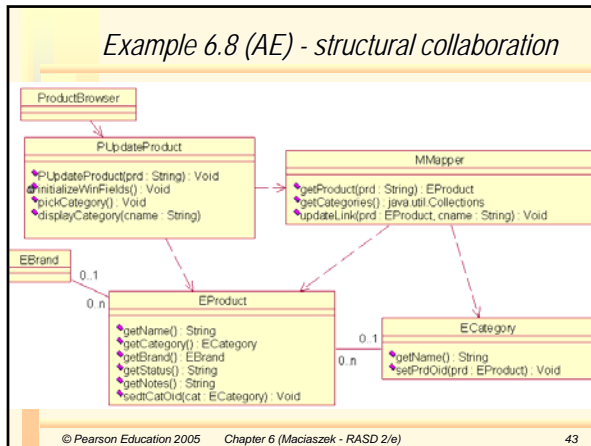 Example 6.8 (AE) - structural collaboration
ProductBrowser
PUpdateProduct
PUpdateProduct(prd : String) : Void
initializeWinFields() : Void
pickCategory() : Void
displayCategory(cname : String)
MMapper
getProduct(prd : String) : EProduct
getCategories() : java.util.Collections
updateLink(prd : EProduct, cname : String) : Void
EBrand
0..1
0..n
EProduct
getName() : String
getCategory() : ECategory
getBrand() : EBrand
getStatus() : String
getNotes() : String
sedtCatOid(cat : ECategory) : Void
0..1
0..n
ECategory
getName() : String
setPrdOid(prd : EProduct) : Void
© Pearson Education 2005 Chapter 6 (Maciaszek - RASD 2/e) 43